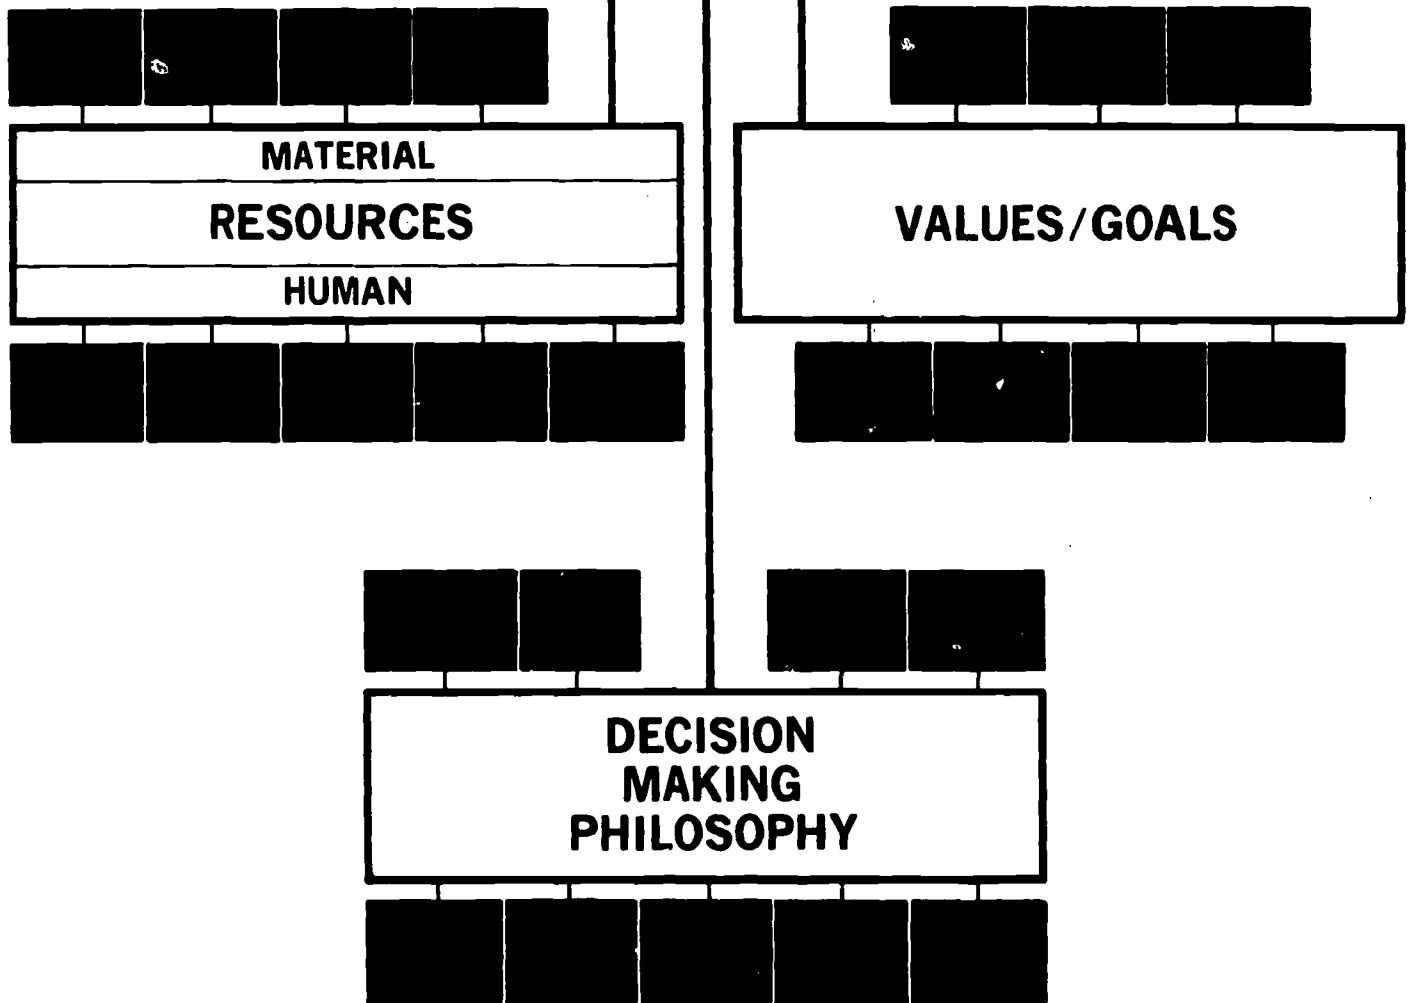 MATERIAL
RESOURCES
HUMAN
VALUES/GOALS
DECISION
MAKING
PHILOSOPHY